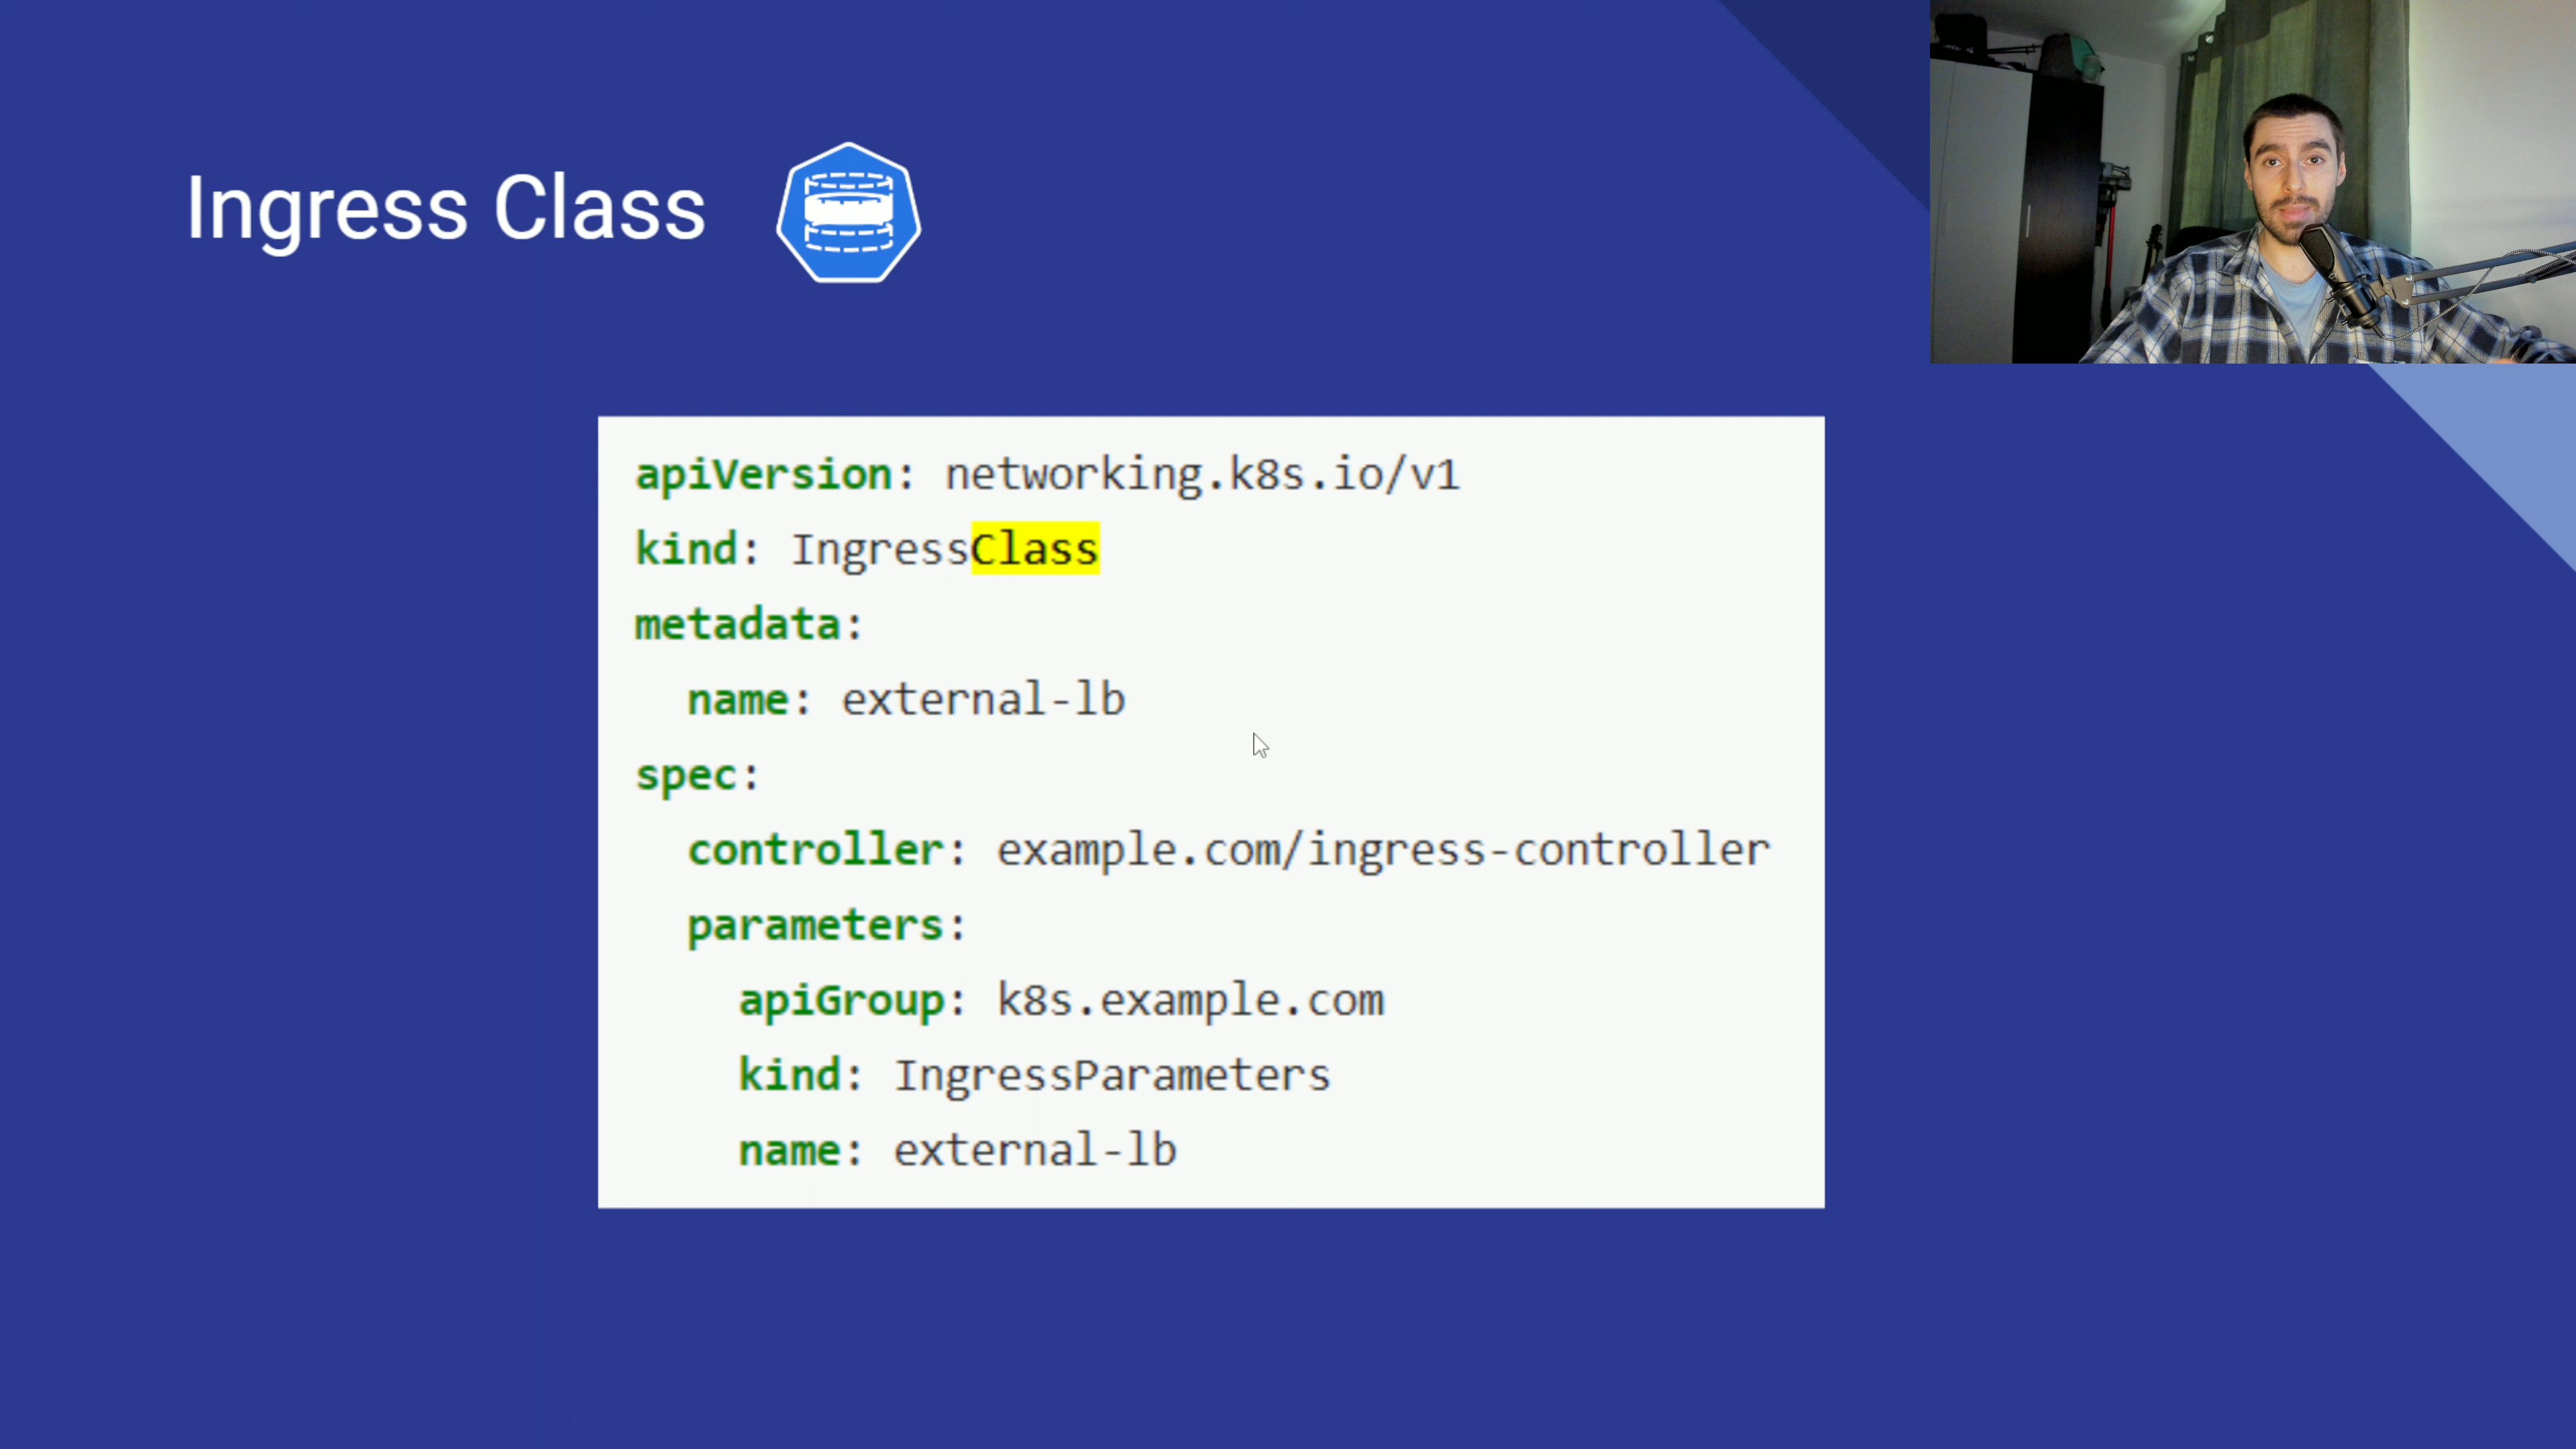 Ingress Class
apiVersion: networking.k8s.io/v1
kind: IngressClass
metadata:
  name: external-lb
spec:
  controller: example.com/ingress-controller
  parameters:
    apiGroup: k8s.example.com
    kind: IngressParameters
    name: external-lb